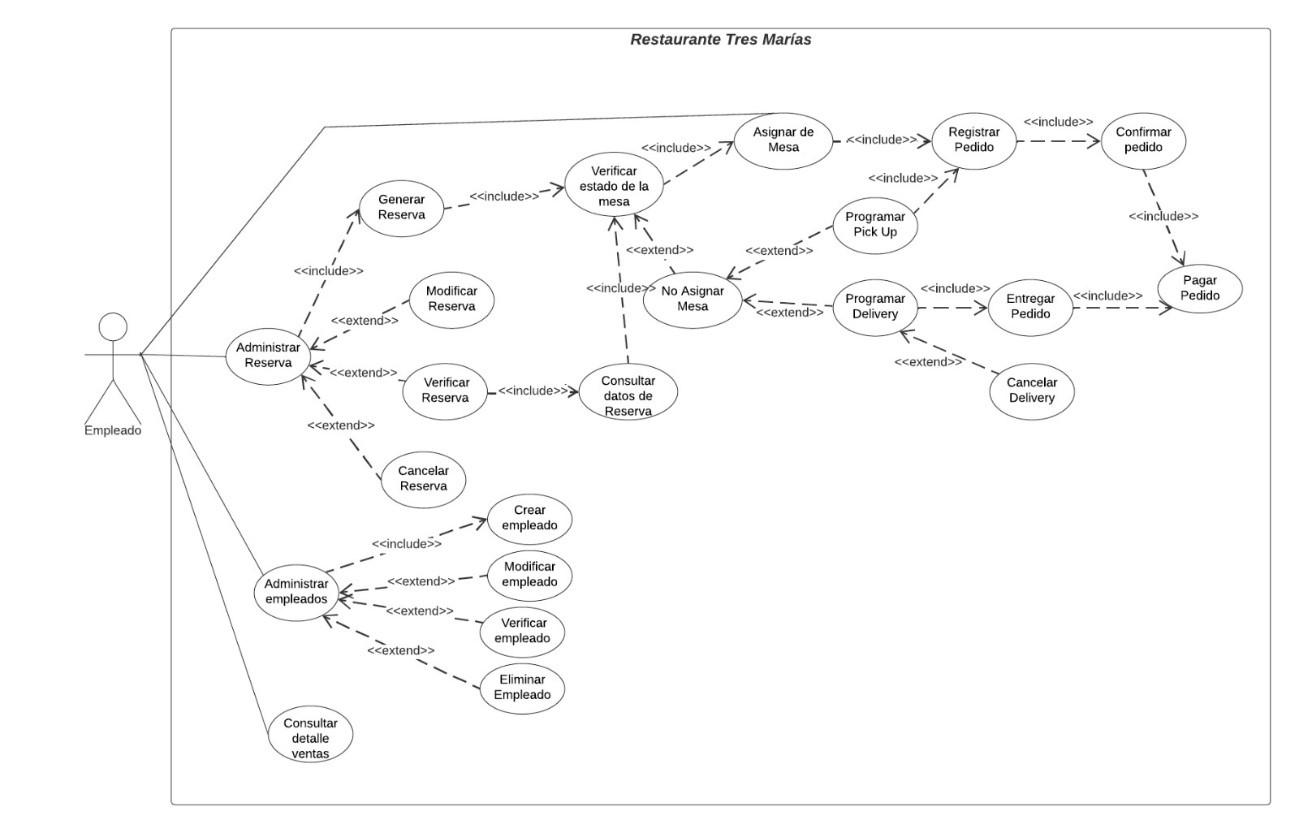 Restaurante Tres Marías
Asignar de
Mesa
<<include>>
Registrar
Pedido
<<include>>
Confirmar
pedido
<<include>>
Verificar
estado de la
mesa
<<include>>
Generar
Reserva
<<include>>
<<include>>
Programar
Pick Up
<<include>>
<<extend>>
<<extend>>
<<include>>
Modificar
Reserva
<<include>>
No Asignar
Mesa
Programar
Delivery
<<include>>
Entregar
Pedido
<<include>>
Pagar
Pedido
<<extend>>
<<extend>>
Administrar
Reserva
<<extend>>
<<extend>>
Verificar
Reserva
<<include>>
Consultar
datos de
Reserva
Cancelar
Delivery
Empleado
<<extend>>
Cancelar
Reserva
Crear
empleado
<<include>>
Modificar
empleado
<<extend>>
Administrar
empleados
<<extend>>
Verificar
empleado
<<extend>>
Eliminar
Empleado
Consultar
detalle
ventas